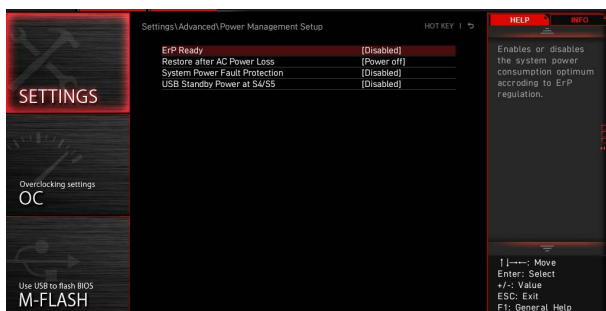 Settings\Advanced\Power Management Setup
HOT KEY
HELP
INFO
ErP Ready [Disabled]
Restore after AC Power Loss [Power off]
System Power Fault Protection [Disabled]
USB Standby Power at S4/S5 [Disabled]
SETTINGS
Overclocking settings
OC
Use USB to flash BIOS
M-FLASH
Enables or disables
the system power
consumption optimum
accroding to ErP
regulation.
↑↓→←: Move
Enter: Select
+/-: Value
ESC: Exit
F1: General Help